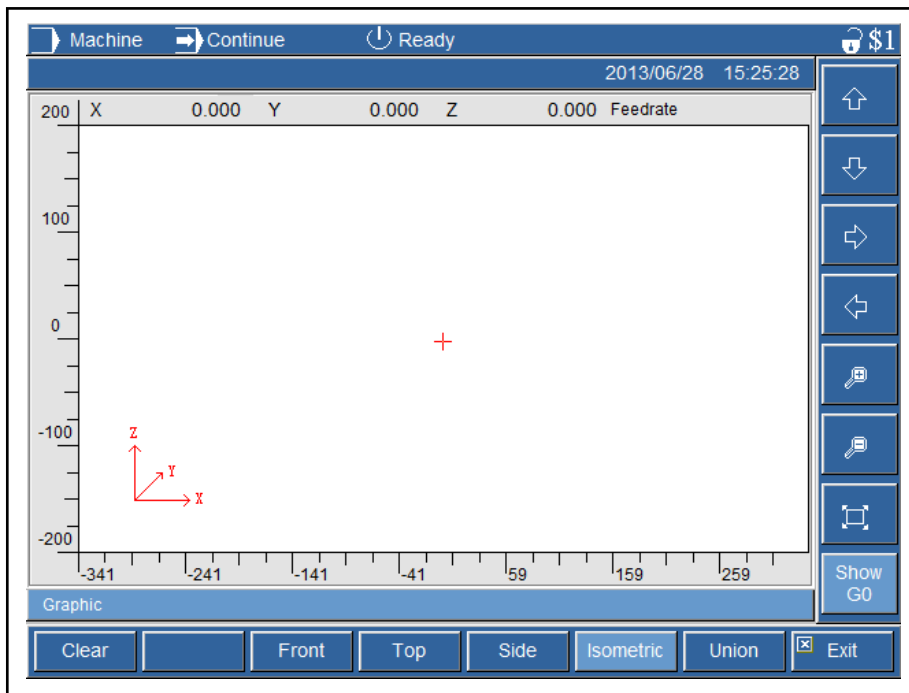 Machine Continue Ready $1
2013/06/28 15:25:28
200 X 0.000 Y 0.000 Z 0.000 Feedrate
100
0
-100
Z
Y
X
-200
-341 -241 -141 -41 59 159 259
Show
G0
Graphic
Clear Front Top Side Isometric Union Exit